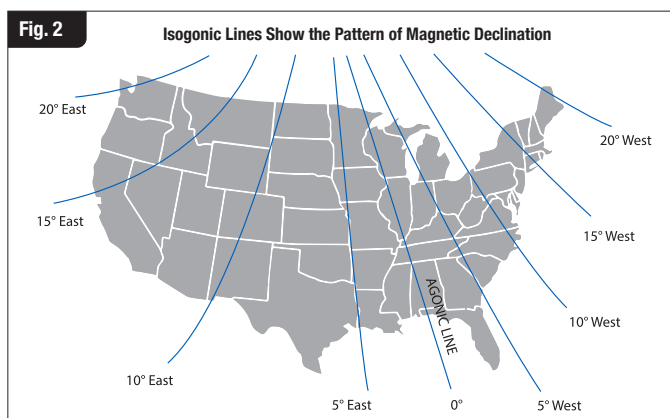 Fig. 2
Isogonic Lines Show the Pattern of Magnetic Declination
20° East
20° West
15° East
15° West
AGONIC LINE
10° West
10° East
5° East
0°
5° West